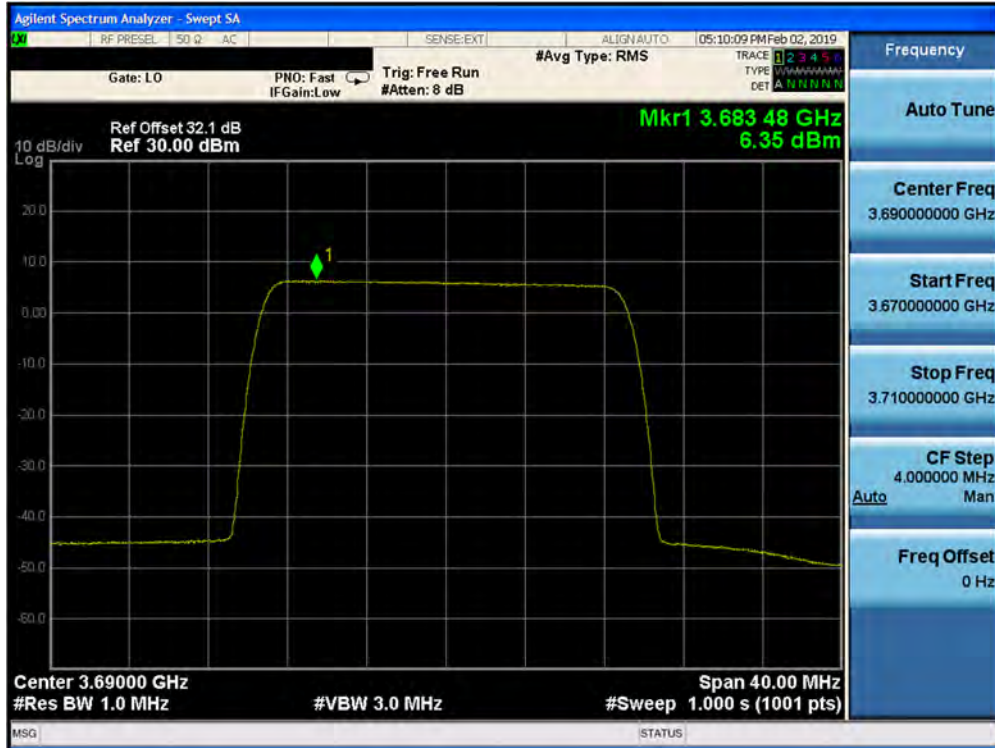 Agilent Spectrum Analyzer - Swept SA
LXI RF PRESEL 50 Ω AC SENSE:EXT ALIGN AUTO 05:10:09 PM Feb 02, 2019
#Avg Type: RMS TRACE 1 2 3 4 5 6
Gate: LO PNO: Fast Trig: Free Run TYPE
IFGain:Low #Atten: 8 dB DET A N N N N N
Mkr1 3.683 48 GHz
Ref Offset 32.1 dB
10 dB/div Ref 30.00 dBm 6.35 dBm
Log
20.0
1
10.0
0.00
-10.0
-20.0
-30.0
-40.0
-50.0
-60.0
Center 3.69000 GHz Span 40.00 MHz
#Res BW 1.0 MHz #VBW 3.0 MHz #Sweep 1.000 s (1001 pts)
MSG STATUS
Frequency
Auto Tune
Center Freq
3.690000000 GHz
Start Freq
3.670000000 GHz
Stop Freq
3.710000000 GHz
CF Step
4.000000 MHz
Auto Man
Freq Offset
0 Hz